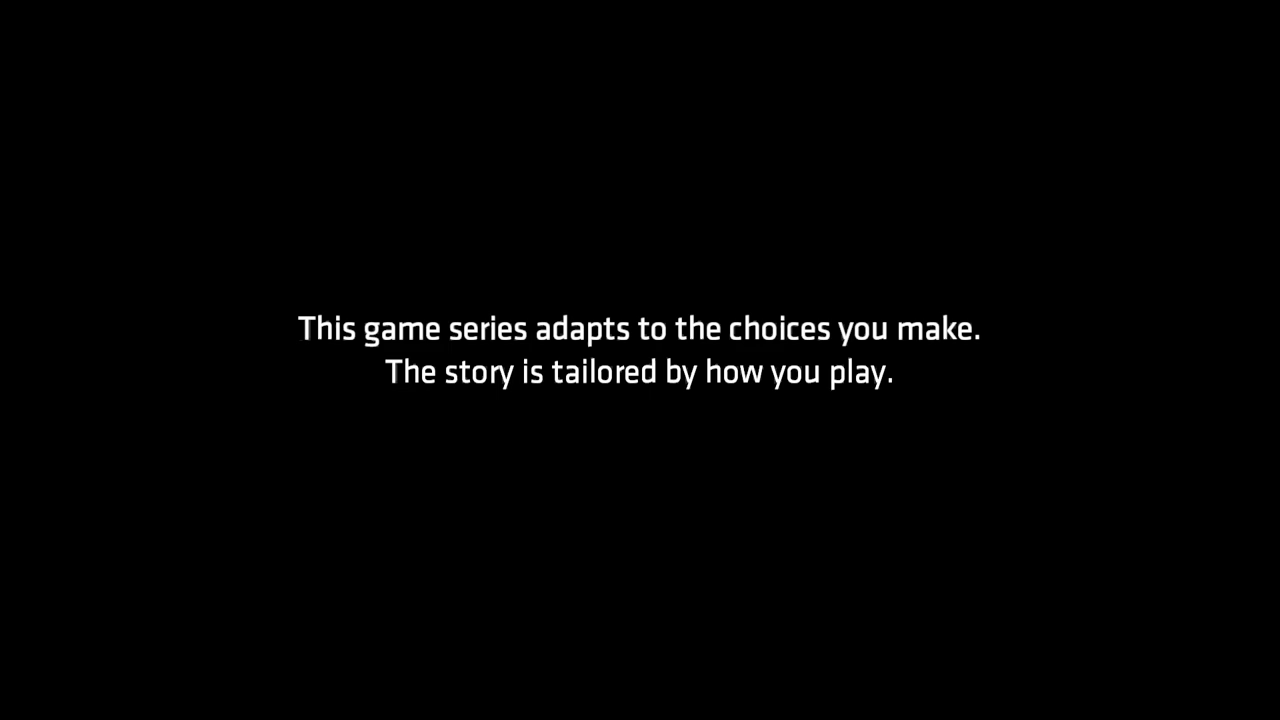 This game series adapts to the choices you make.
The story is tailored by how you play.